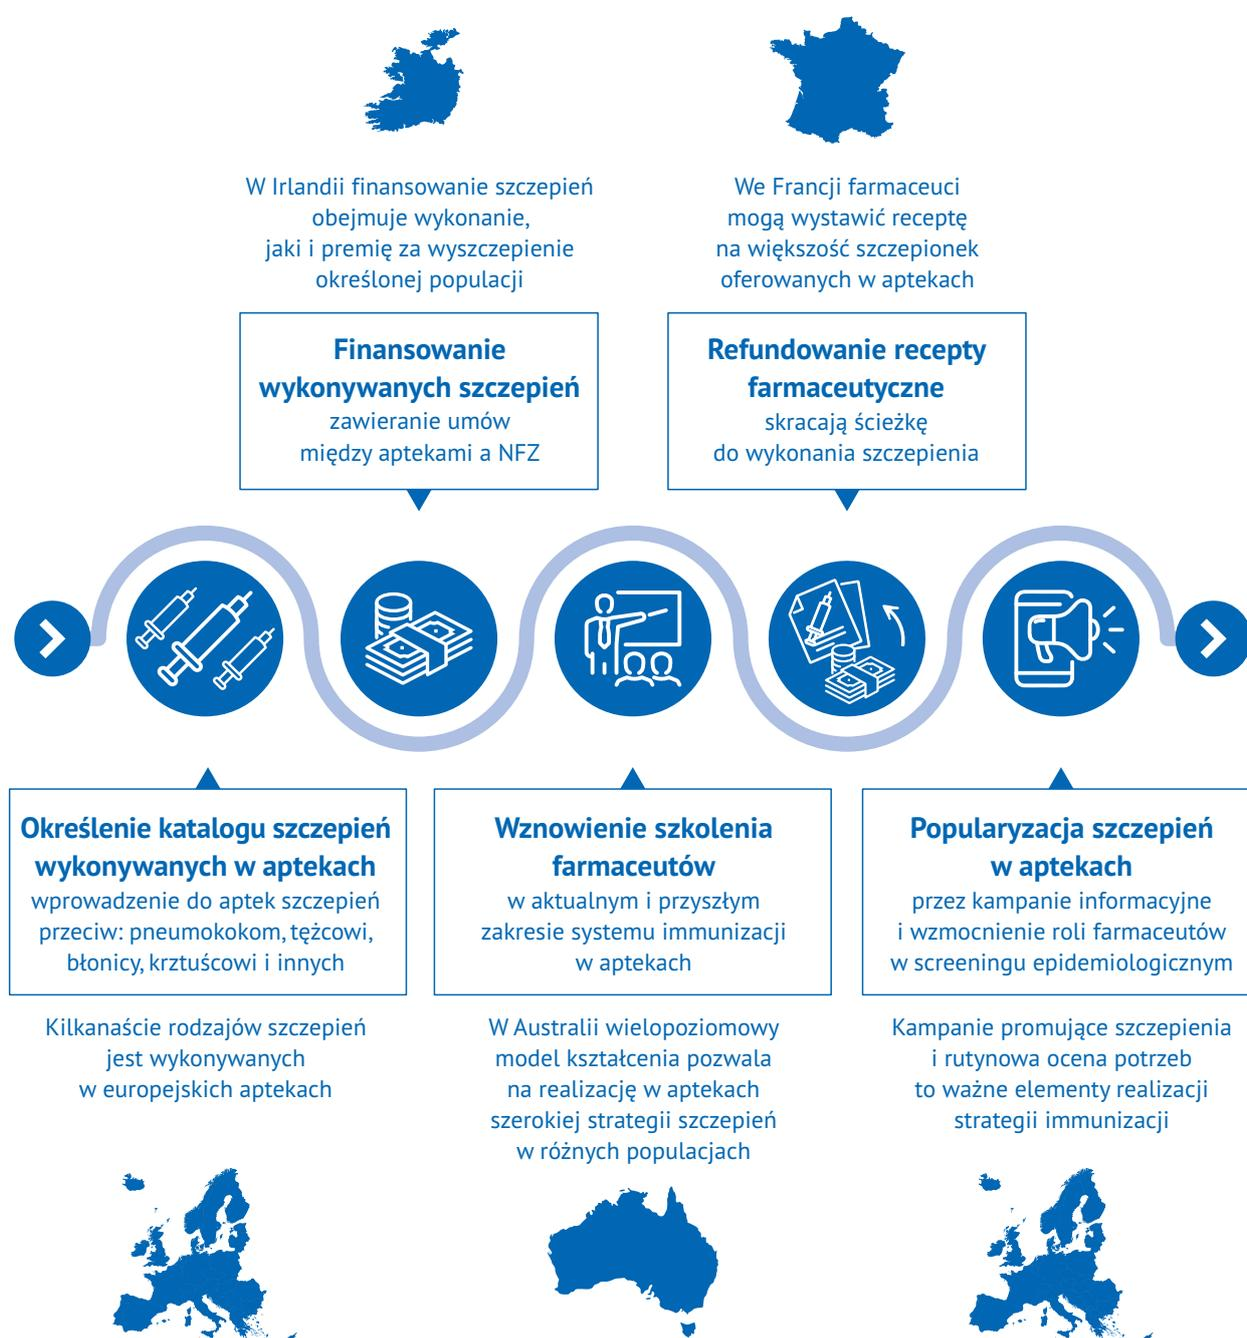 W Irlandii finansowanie szczepień
obejmuje wykonanie,
jaki i premię za wyszczepienie
określonej populacji
We Francji farmaceuci
mogą wystawić receptę
na większość szczepionek
oferowanych w aptekach
Finansowanie
wykonywanych szczepień
zawieranie umów
między aptekami a NFZ
Refundowanie recepty
farmaceutyczne
skracają ścieżkę
do wykonania szczepienia
Określenie katalogu szczepień
wykonywanych w aptekach
wprowadzenie do aptek szczepień
przeciw: pneumokokom, tężcowi,
błonicy, krztuścowi i innych
Kilkanaście rodzajów szczepień
jest wykonywanych
w europejskich aptekach
Wznowienie szkolenia
farmaceutów
w aktualnym i przyszłym
zakresie systemu immunizacji
w aptekach
W Australii wielopoziomowy
model kształcenia pozwala
na realizację w aptekach
szerokiej strategii szczepień
w różnych populacjach
Popularyzacja szczepień
w aptekach
przez kampanie informacyjne
i wzmocnienie roli farmaceutów
w screeningu epidemiologicznym
Kampanie promujące szczepienia
i rutynowa ocena potrzeb
to ważne elementy realizacji
strategii immunizacji